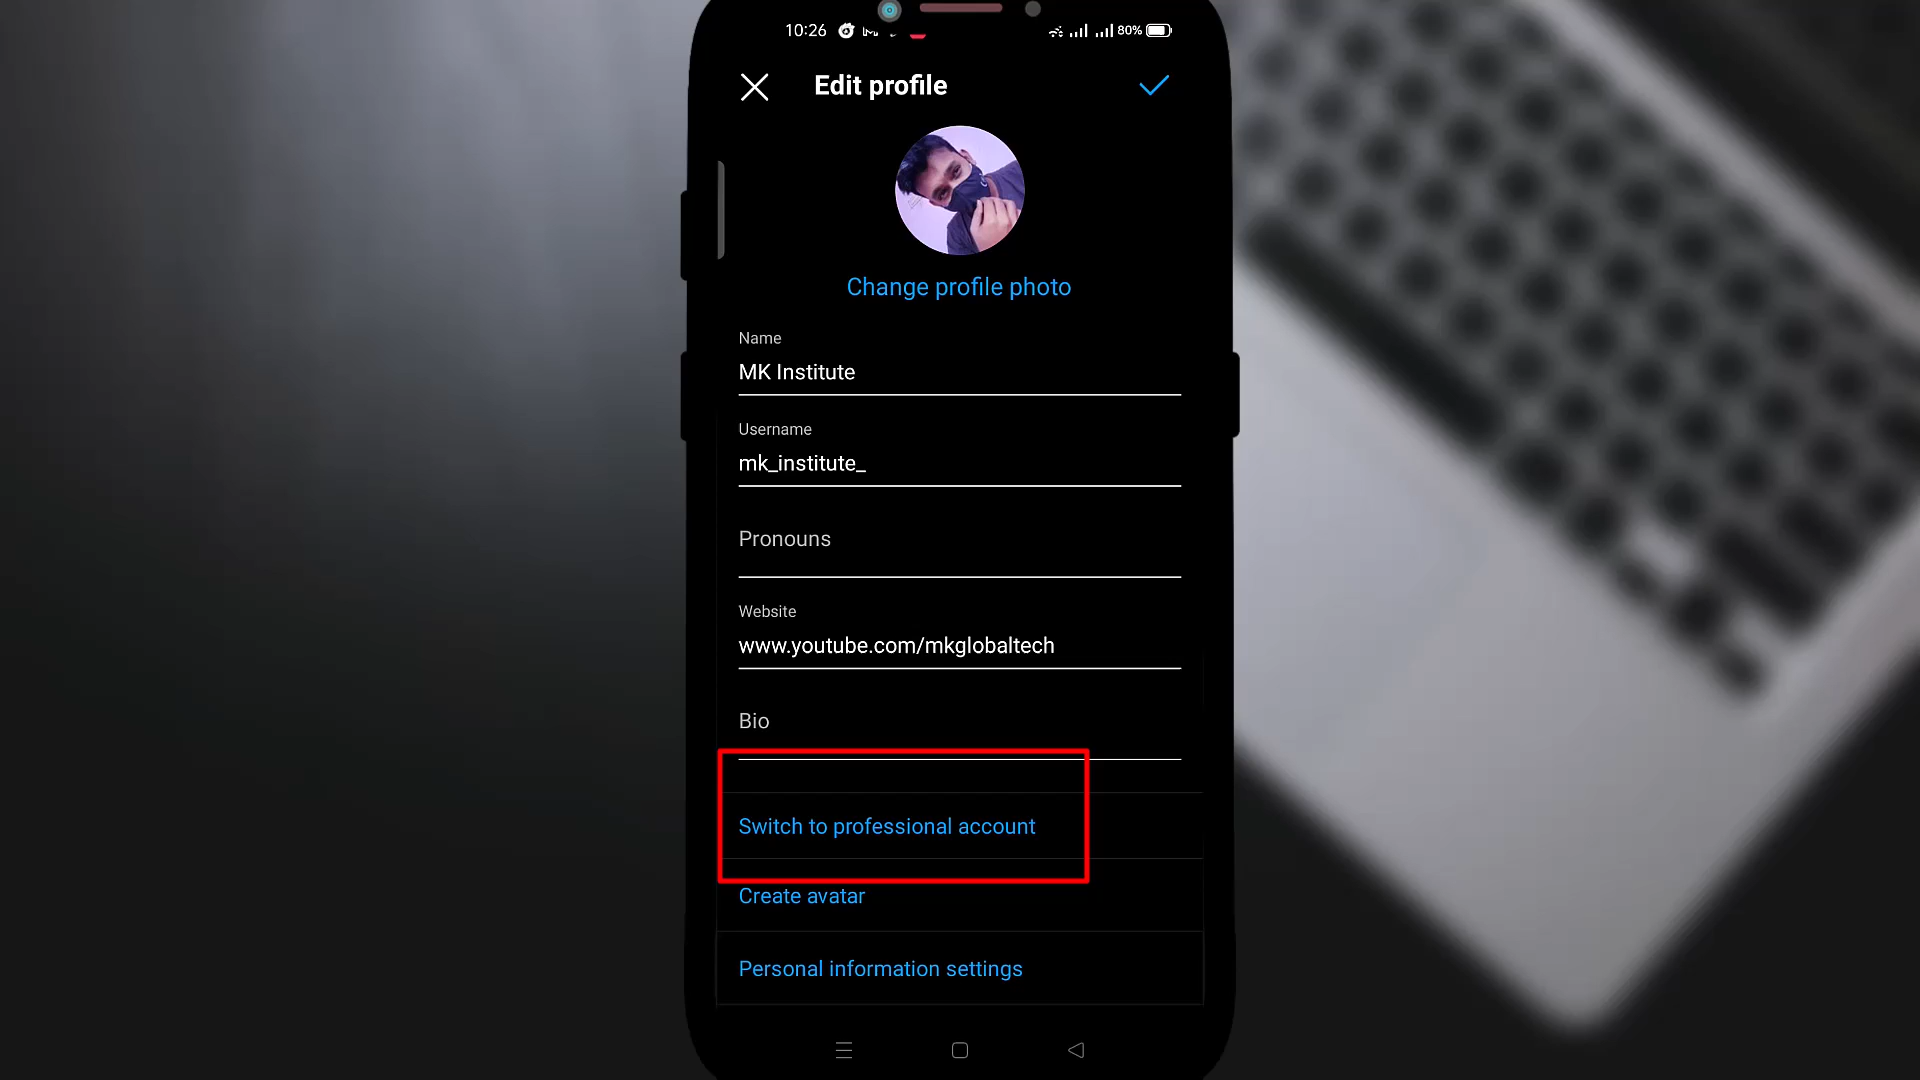 10:26
80%
Edit profile
Change profile photo
Name
MK Institute
Username
mk_institute_
Pronouns
Website
www.youtube.com/mkglobaltech
Bio
Switch to professional account
Create avatar
Personal information settings